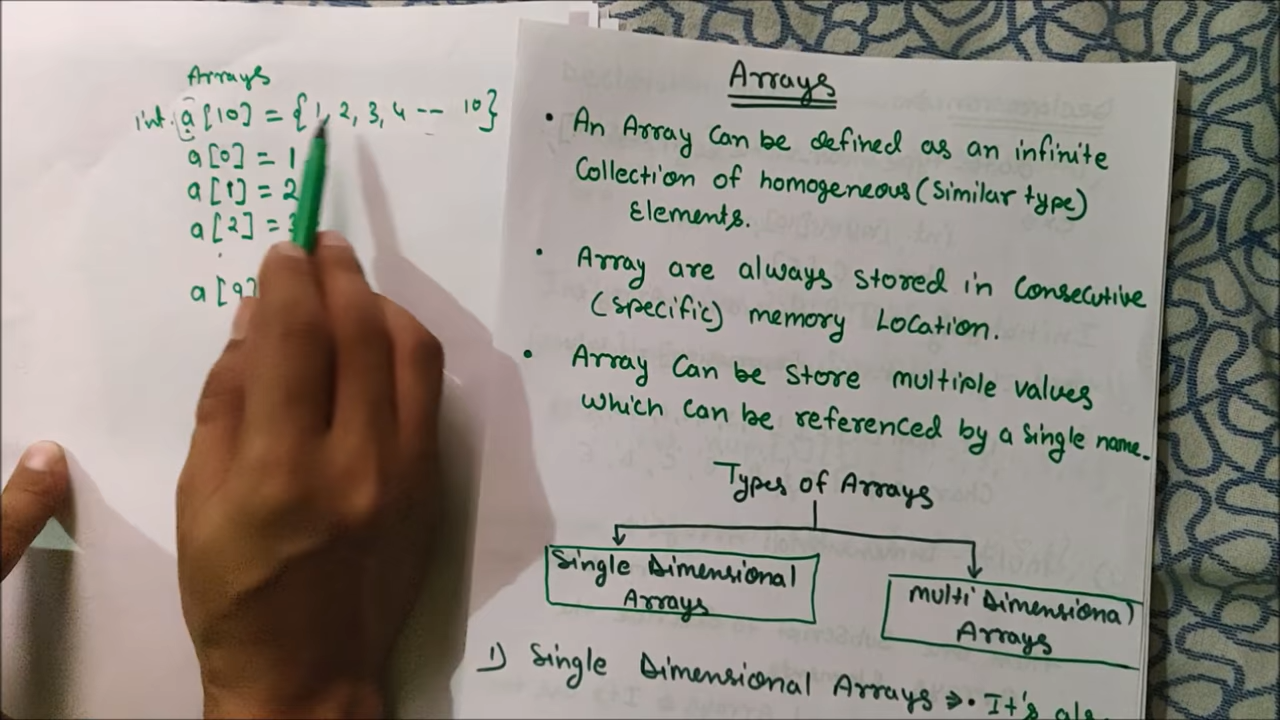 Arrays
int a[10] = {1, 2, 3, 4 -- 10}
a[0] = 1
a[1] = 2
a[2] = 3
a[9]
Arrays
• An Array Can be defined as an infinite
Collection of homogeneous (Similar type)
Elements.
• Array are always stored in Consecutive
(specific) memory Location.
• Array Can be Store multiple values
which can be referenced by a Single name.
Types of Arrays
Single Dimensional
Arrays
Multi Dimensional
Arrays
1) Single Dimensional Arrays ⇒ • It's als